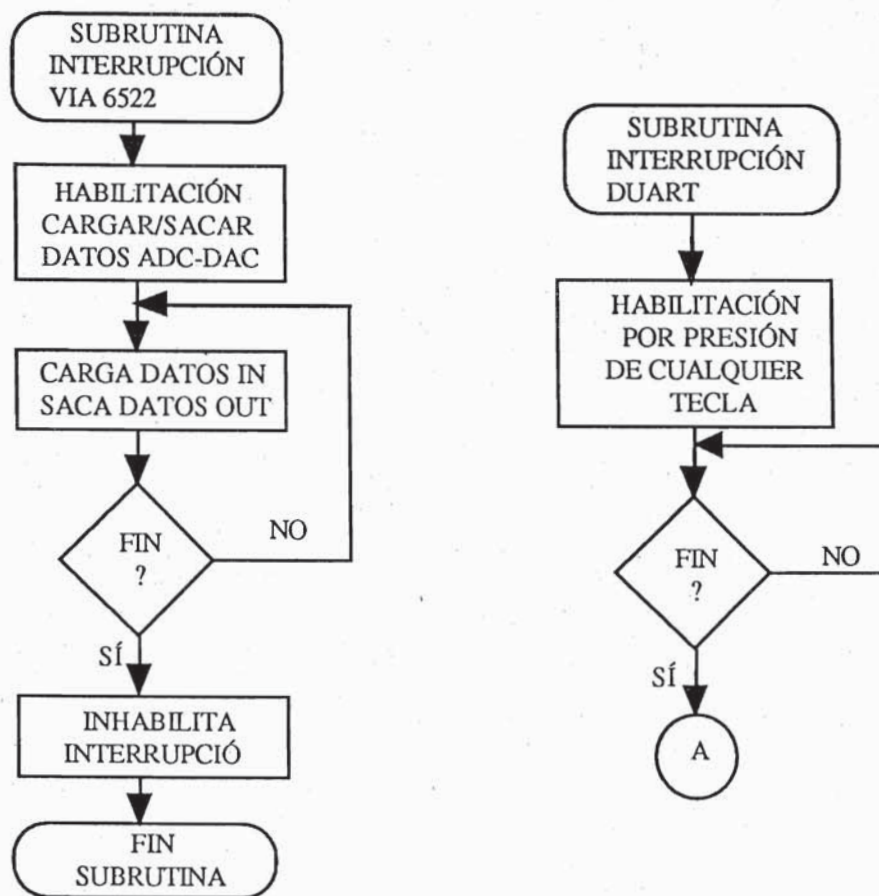 SUBRUTINA
INTERRUPCIÓN
VIA 6522
HABILITACIÓN
CARGAR/SACAR
DATOS ADC-DAC
CARGA DATOS IN
SACA DATOS OUT
FIN
?
NO
SÍ
INHABILITA
INTERRUPCIÓ
FIN
SUBRUTINA
SUBRUTINA
INTERRUPCIÓN
DUART
HABILITACIÓN
POR PRESIÓN
DE CUALQUIER
TECLA
FIN
?
NO
SÍ
A